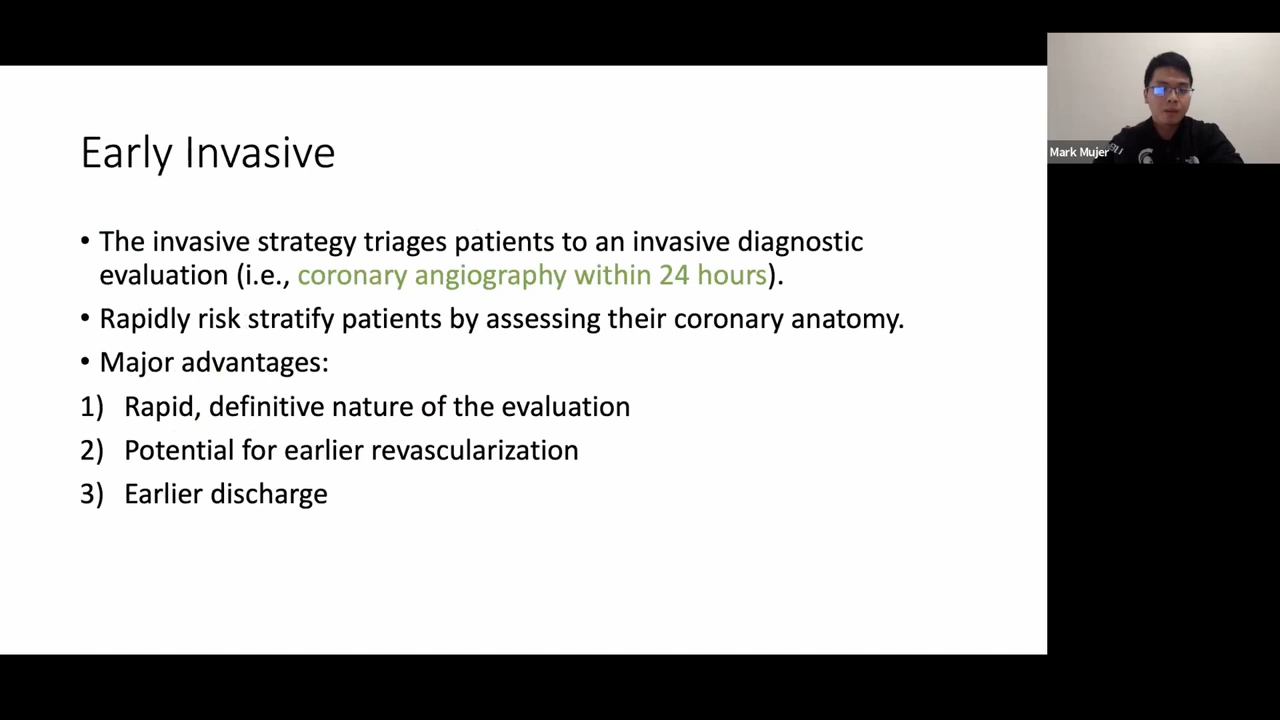 Early Invasive
• The invasive strategy triages patients to an invasive diagnostic
evaluation (i.e., coronary angiography within 24 hours).
• Rapidly risk stratify patients by assessing their coronary anatomy.
• Major advantages:
1) Rapid, definitive nature of the evaluation
2) Potential for earlier revascularization
3) Earlier discharge
Mark Mujer